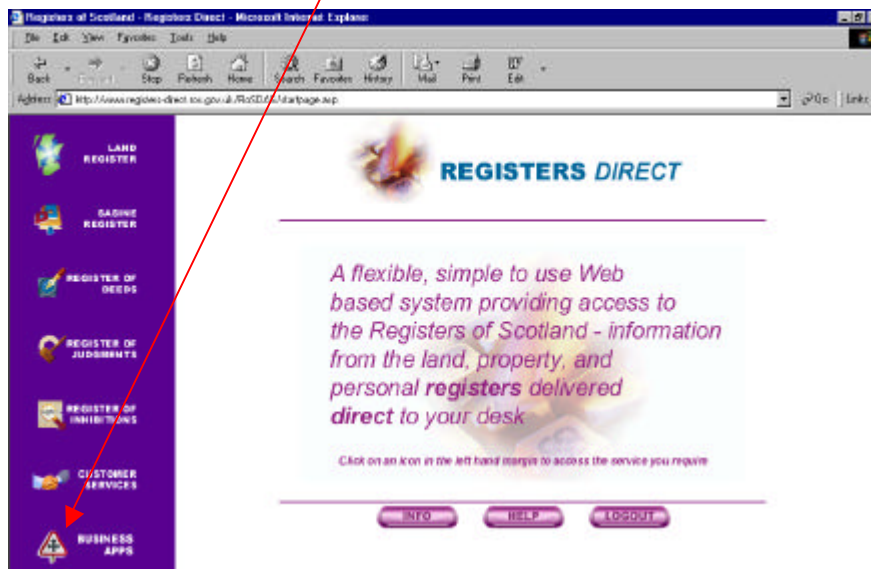 Registers of Scotland - Registers Direct - Microsoft Internet Explorer
File Edit View Favorites Tools Help
Back Forward Stop Refresh Home Search Favorites History Mail Print Edit
Address Go Links
LAND
REGISTER
SASINE
REGISTER
REGISTER OF
DEEDS
REGISTER OF
JUDGMENTS
REGISTER OF
INHIBITIONS
CUSTOMER
SERVICES
BUSINESS
APPS
REGISTERS DIRECT
A flexible, simple to use Web
based system providing access to
the Registers of Scotland - information
from the land, property, and
personal registers delivered
direct to your desk
Click on an icon in the left hand margin to access the service you require
INFO HELP LOGOUT